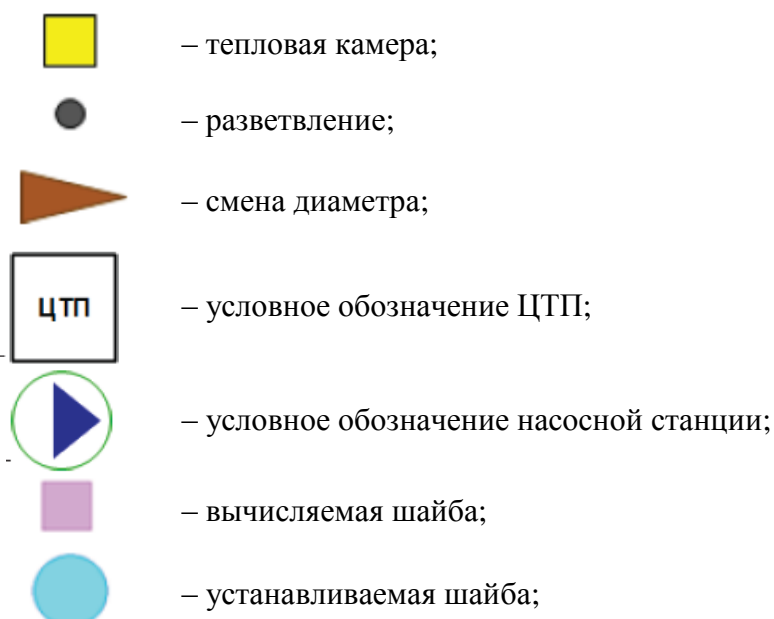 – тепловая камера;
– разветвление;
– смена диаметра;
ЦТП – условное обозначение ЦТП;
– условное обозначение насосной станции;
– вычисляемая шайба;
– устанавливаемая шайба;